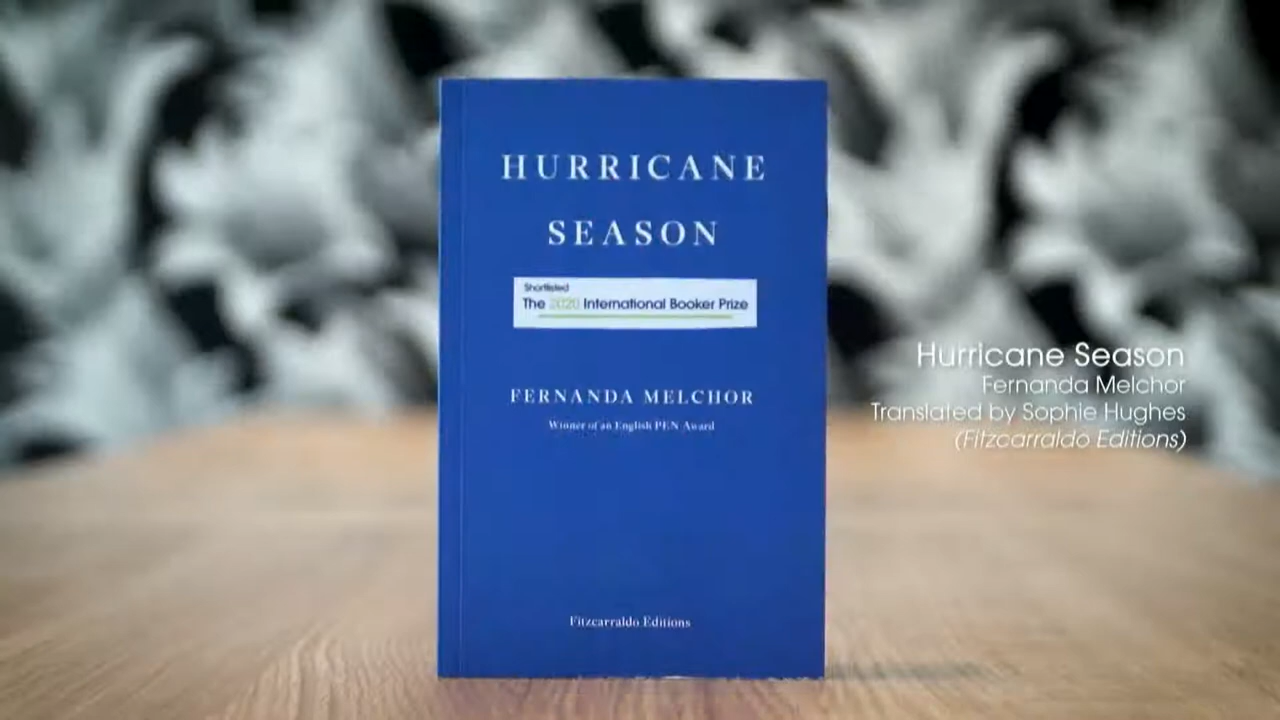 HURRICANE
SEASON
Shortlisted
The 2020 International Booker Prize
FERNANDA MELCHOR
Winner of an English PEN Award
Fitzcarraldo Editions
Hurricane Season
Fernanda Melchor
Translated by Sophie Hughes
(Fitzcarraldo Editions)